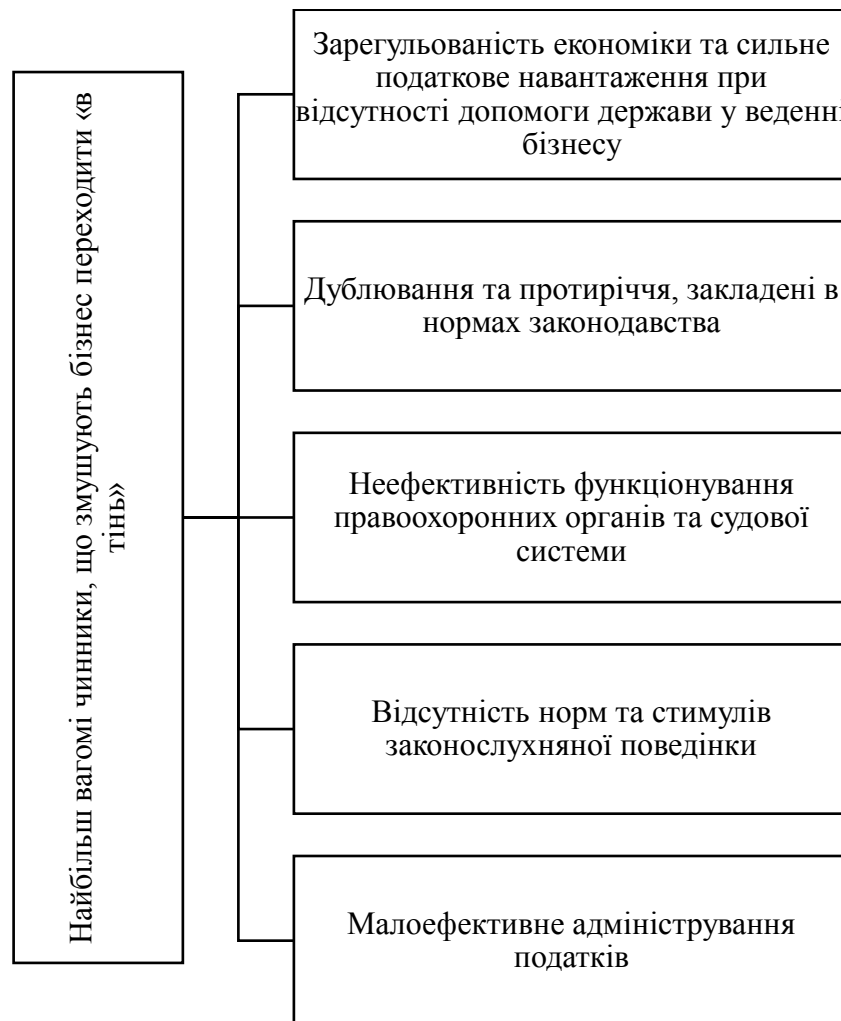 Найбільш вагомі чинники, що змушують бізнес переходити «в
тінь»
Зарегульованість економіки та сильне
податкове навантаження при
відсутності допомоги держави у веденні
бізнесу
Дублювання та протиріччя, закладені в
нормах законодавства
Неефективність функціонування
правоохоронних органів та судової
системи
Відсутність норм та стимулів
законослухняної поведінки
Малоефективне адміністрування
податків